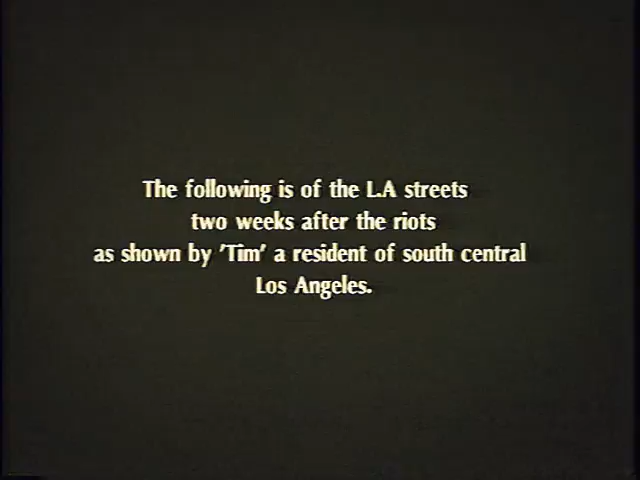 The following is of the L.A streets
two weeks after the riots
as shown by 'Tim' a resident of south central
Los Angeles.